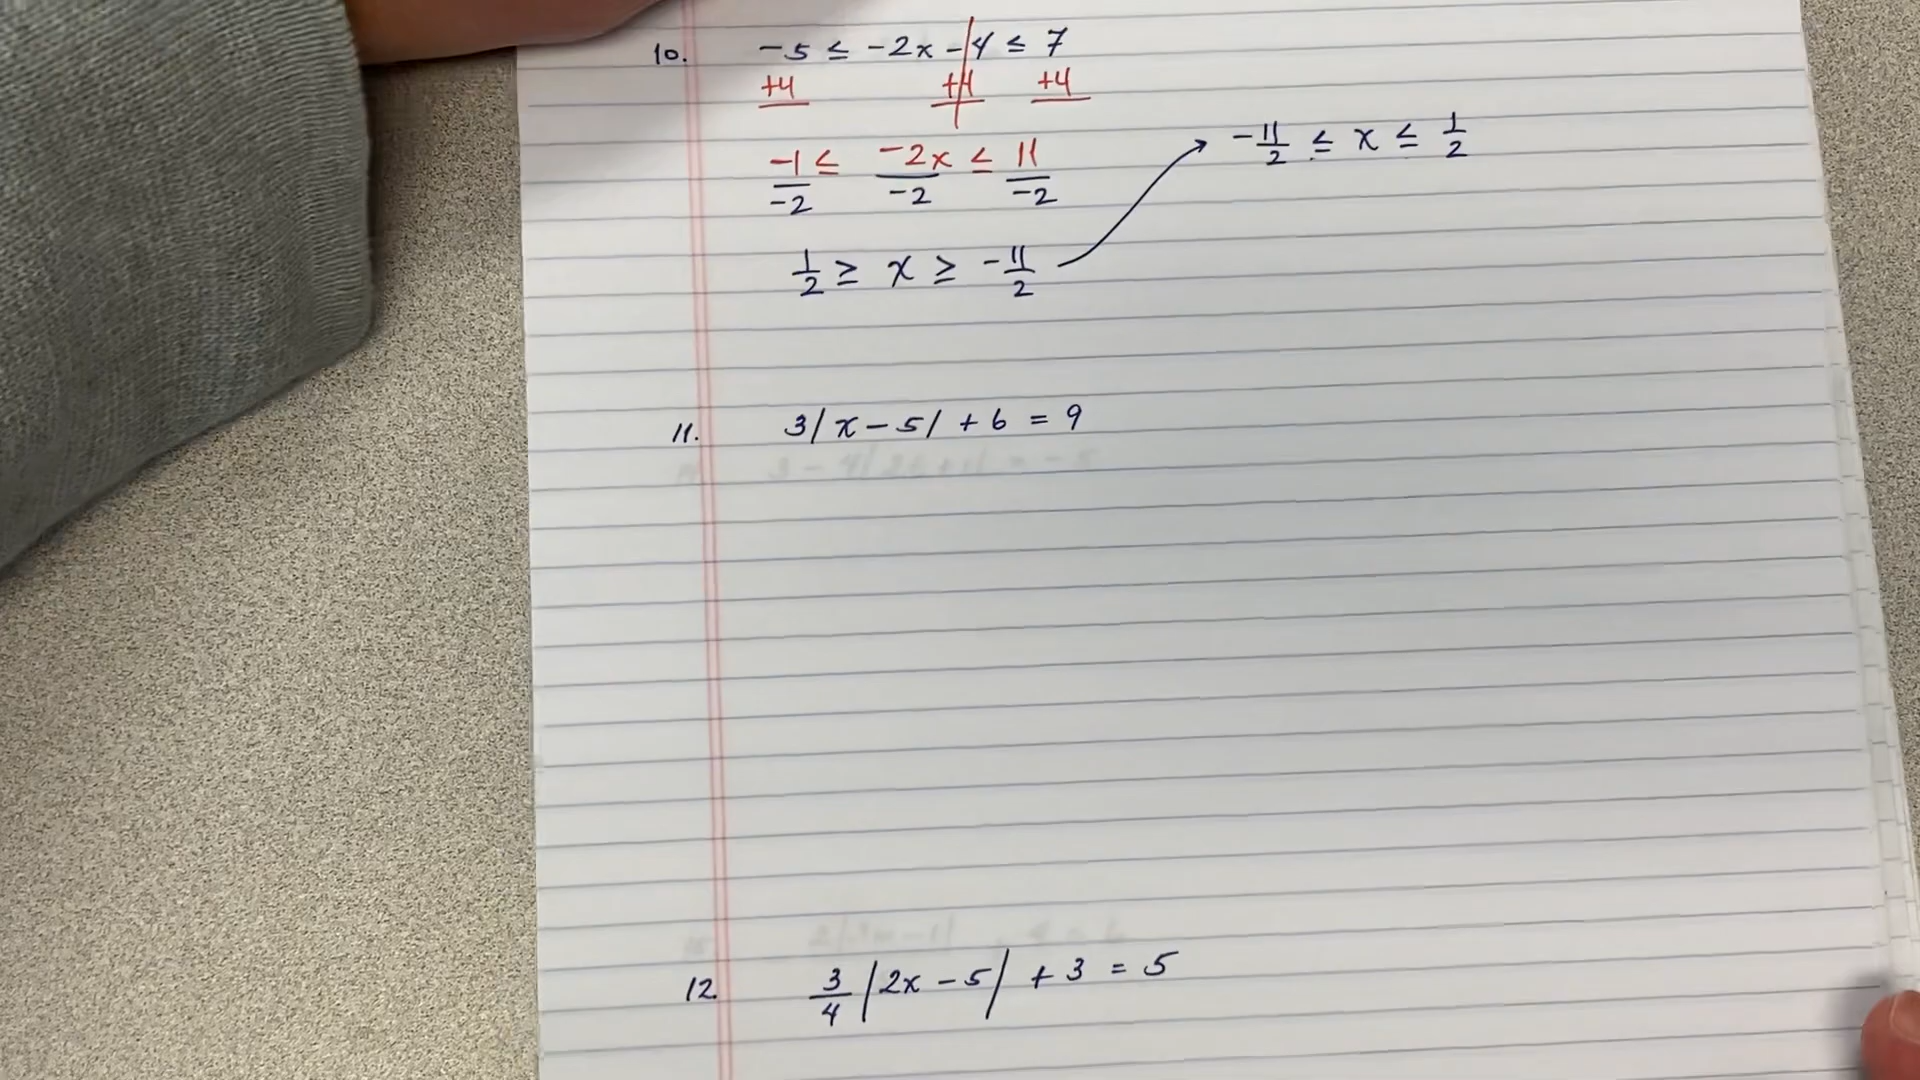 10. -5 ≤ -2x - 4 ≤ 7
+4 +4 +4
-1/-2 ≤ -2x/-2 ≤ 11/-2
-11/2 ≤ x ≤ 1/2
1/2 ≥ x ≥ -11/2
11. 3|x - 5| + 6 = 9
12. 3/4 |2x - 5| + 3 = 5